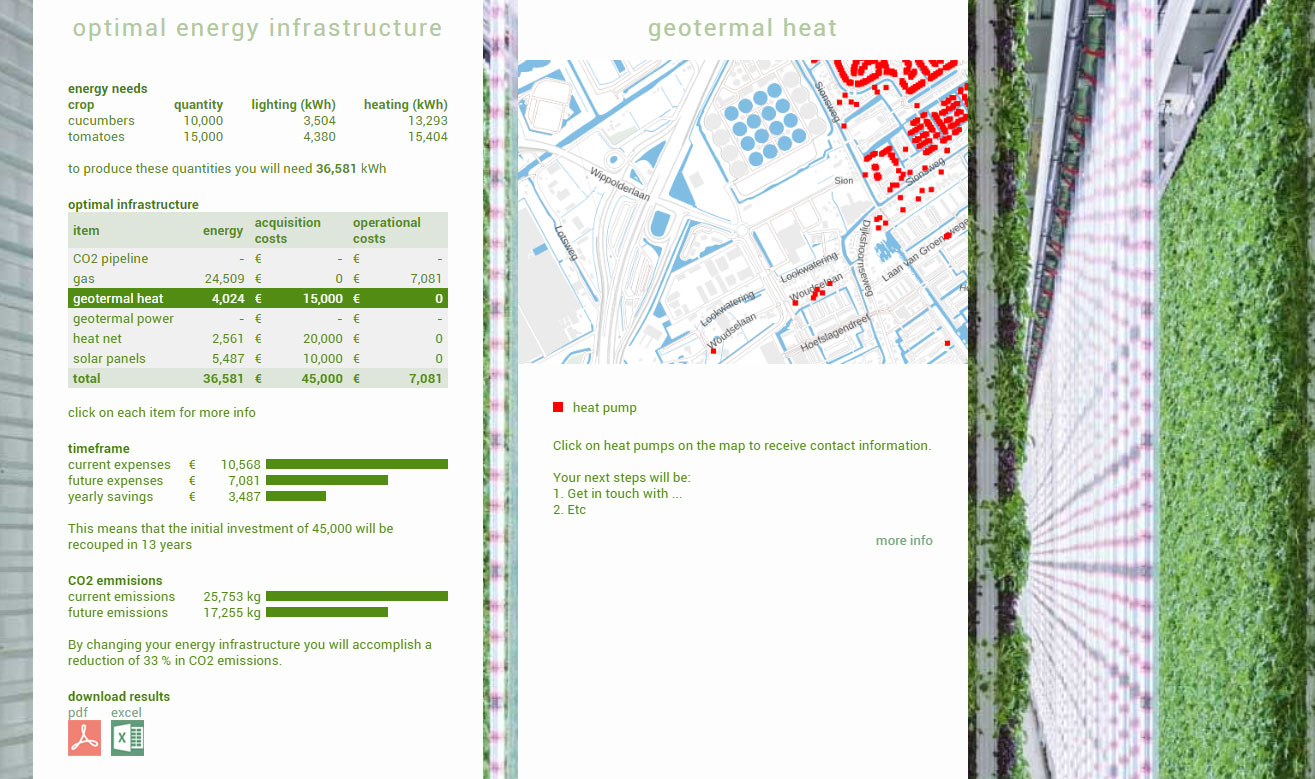 optimal energy infrastructure
energy needs
crop quantity lighting (kWh) heating (kWh)
cucumbers 10,000 3,504 13,293
tomatoes 15,000 4,380 15,404
to produce these quantities you will need 36,581 kWh
optimal infrastructure
item energy acquisition costs operational costs
CO2 pipeline - € - € -
gas 24,509 € 0 € 7,081
geotermal heat 4,024 € 15,000 € 0
geotermal power - € - € -
heat net 2,561 € 20,000 € 0
solar panels 5,487 € 10,000 € 0
total 36,581 € 45,000 € 7,081
click on each item for more info
timeframe
current expenses € 10,568
future expenses € 7,081
yearly savings € 3,487
This means that the initial investment of 45,000 will be
recouped in 13 years
CO2 emmisions
current emissions 25,753 kg
future emissions 17,255 kg
By changing your energy infrastructure you will accomplish a
reduction of 33 % in CO2 emissions.
download results
pdf excel
X
geotermal heat
Sionsweg
Wippolderlaan
Sion
Sionsweg
Lotsweg
Dijkshoornseweg
Laan van Groenewegen
Lookwatering
Woudselaan
Lookwatering
Woudselaan
Hoefslagendreef
heat pump
Click on heat pumps on the map to receive contact information.
Your next steps will be:
1. Get in touch with ...
2. Etc
more info